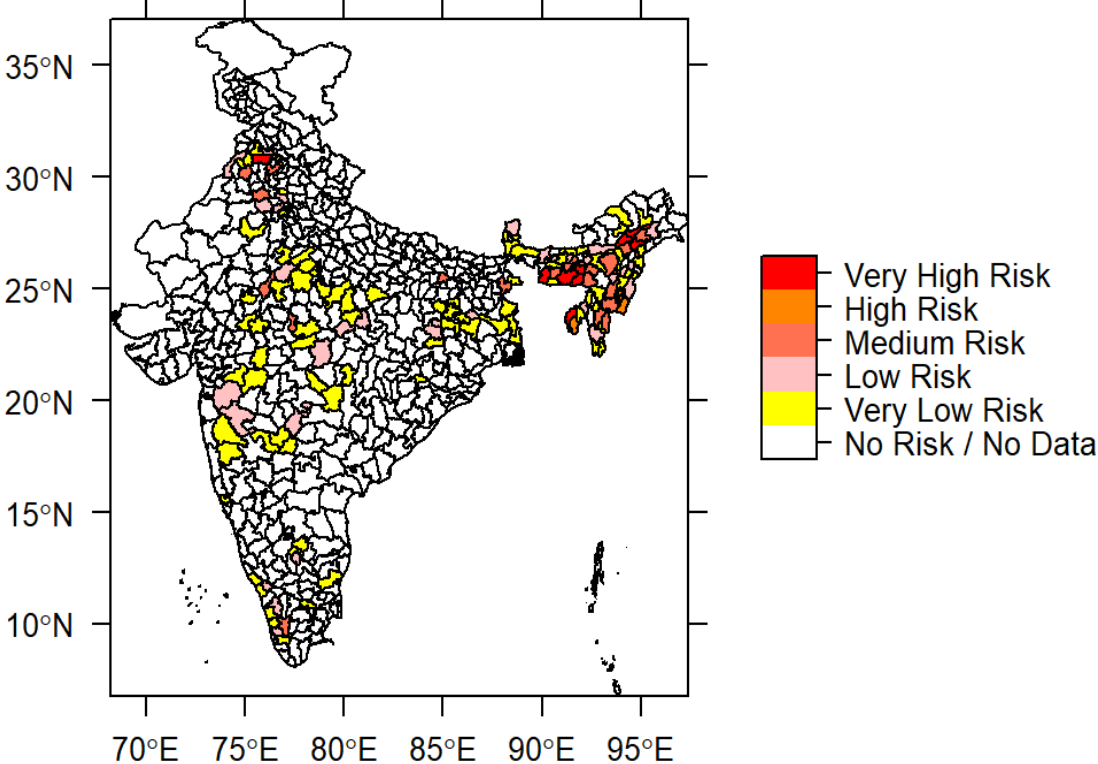 35°N
30°N
25°N
20°N
15°N
10°N
70°E 75°E 80°E 85°E 90°E 95°E
Very High Risk
High Risk
Medium Risk
Low Risk
Very Low Risk
No Risk / No Data